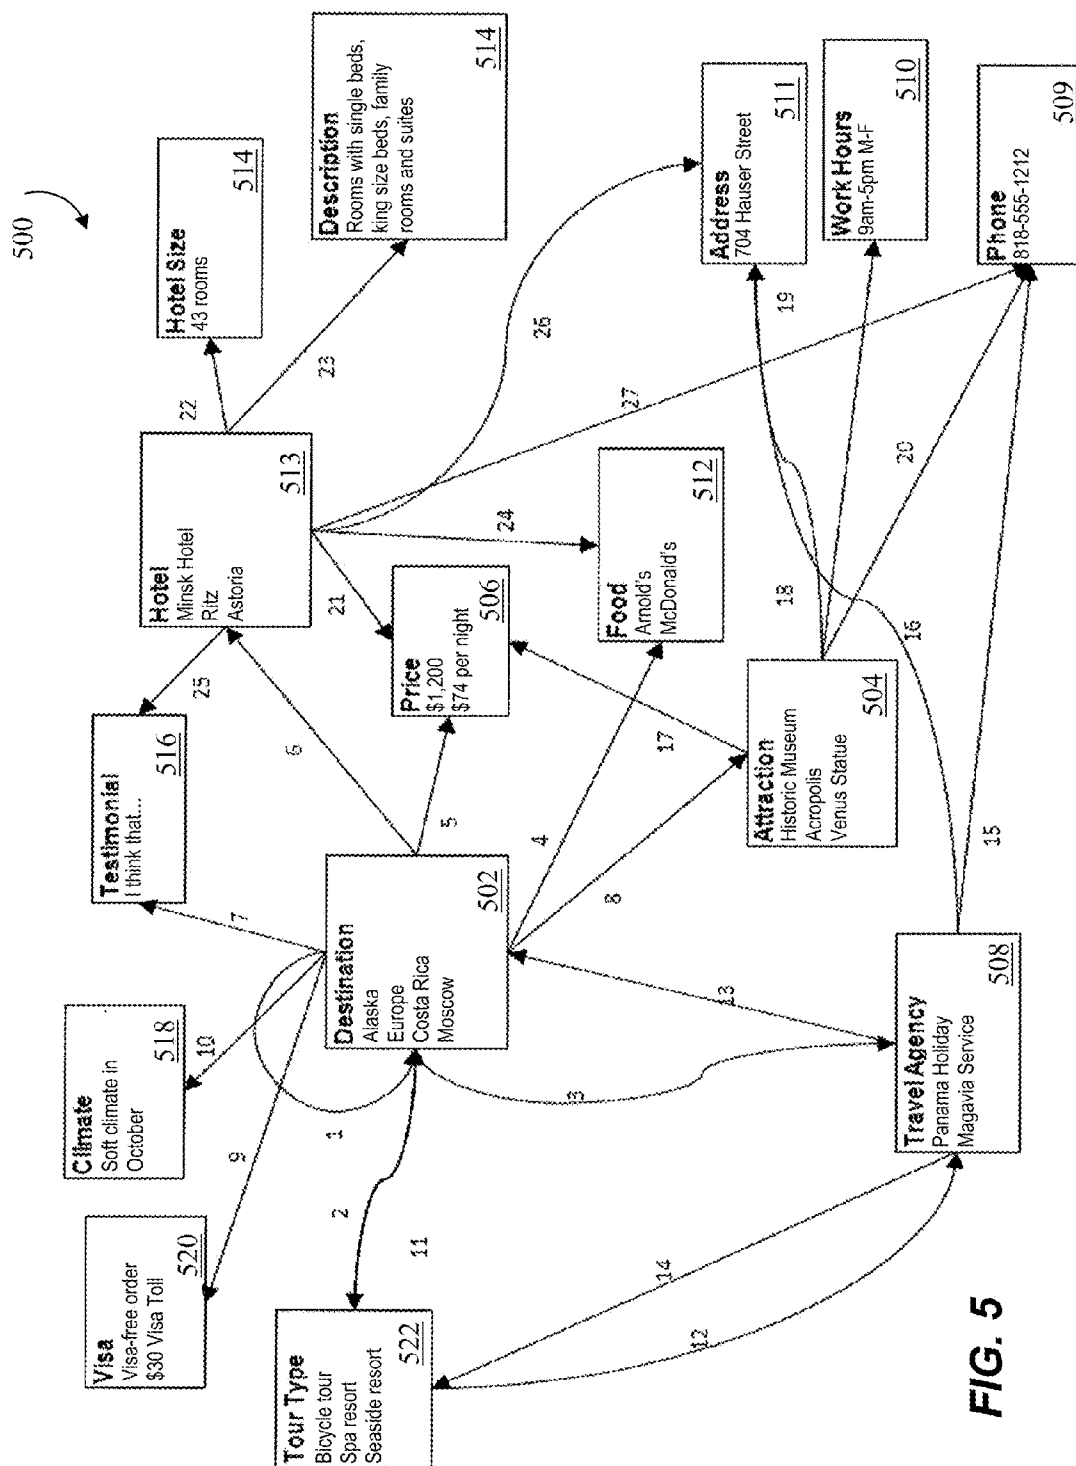 500
Hotel Size
43 rooms
514
Description
Rooms with single beds,
king size beds, family
rooms and suites
514
Address
704 Hauser Street
511
Work Hours
9am-5pm M-F
510
Phone
818-555-1212
509
22
23
26
19
27
Hotel
Minsk Hotel
Ritz
Astoria
513
24
20
21
Food
Arnold's
McDonald's
512
18
16
25
Price
$1,200
$74 per night
506
6
17
Testimonial
I think that...
516
5
4
Attraction
Historic Museum
Acropolis
Venus Statue
504
15
7
8
Destination
Alaska
Europe
Costa Rica
Moscow
502
13
Climate
Soft climate in
October
518
10
1
3
Travel Agency
Panama Holiday
Magavia Service
508
9
2
11
Visa
Visa-free order
$30 Visa Toll
520
14
12
Tour Type
Bicycle tour
Spa resort
Seaside resort
522
FIG. 5